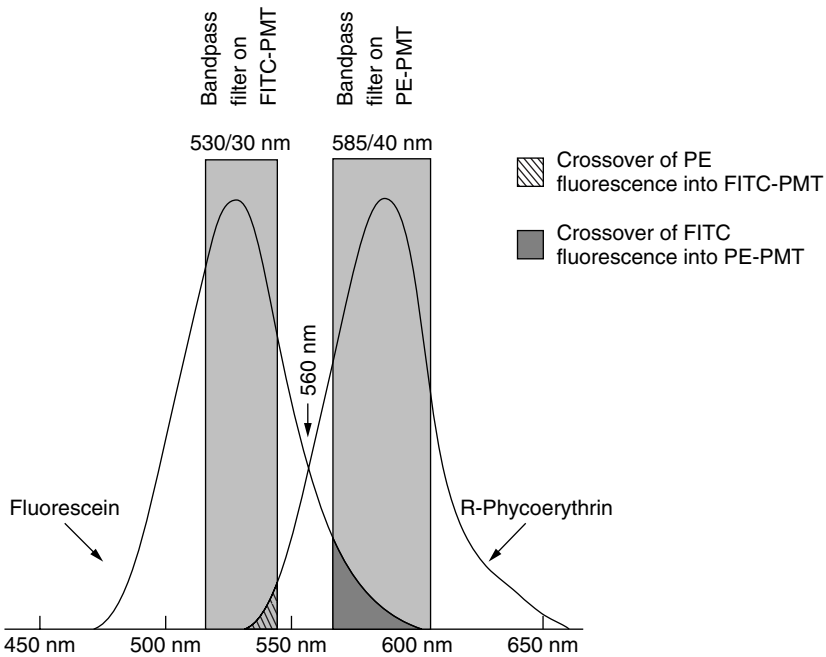 Bandpass
filter on
FITC-PMT
Bandpass
filter on
PE-PMT
530/30 nm
585/40 nm
Crossover of PE
fluorescence into FITC-PMT
Crossover of FITC
fluorescence into PE-PMT
560 nm
Fluorescein
R-Phycoerythrin
450 nm
500 nm
550 nm
600 nm
650 nm